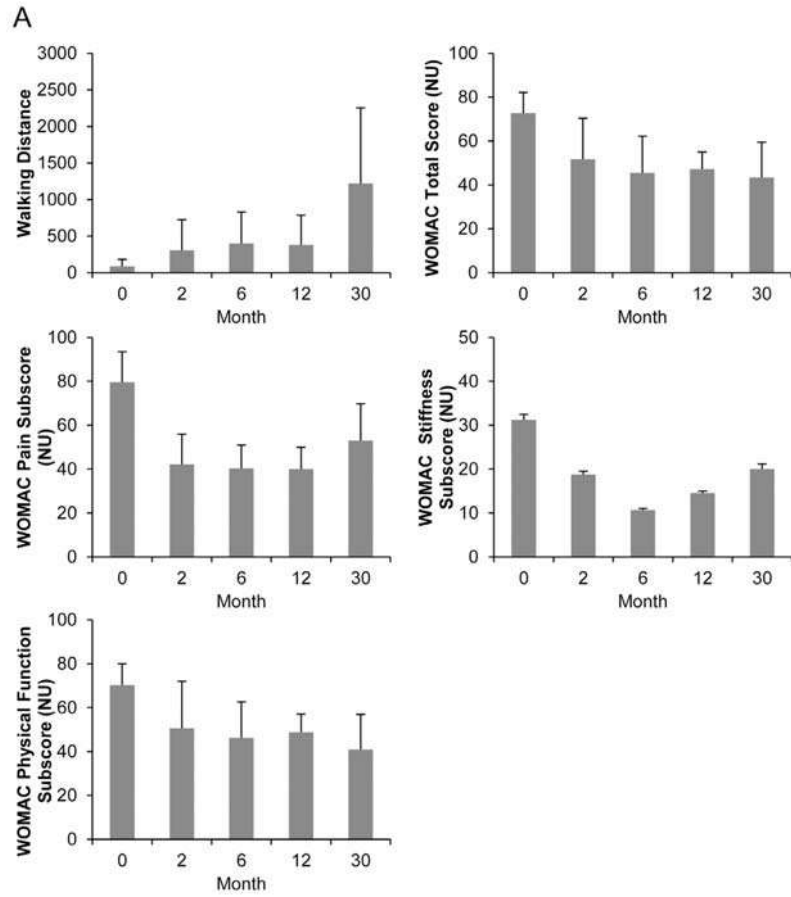 A
Walking Distance
3000
2500
2000
1500
1000
500
0
0 2 6 12 30
Month
WOMAC Total Score (NU)
100
80
60
40
20
0
0 2 6 12 30
Month
WOMAC Pain Subscore
(NU)
100
80
60
40
20
0
0 2 6 12 30
Month
WOMAC Stiffness
Subscore (NU)
50
40
30
20
10
0
0 2 6 12 30
Month
WOMAC Physical Function
Subscore (NU)
100
80
60
40
20
0
0 2 6 12 30
Month